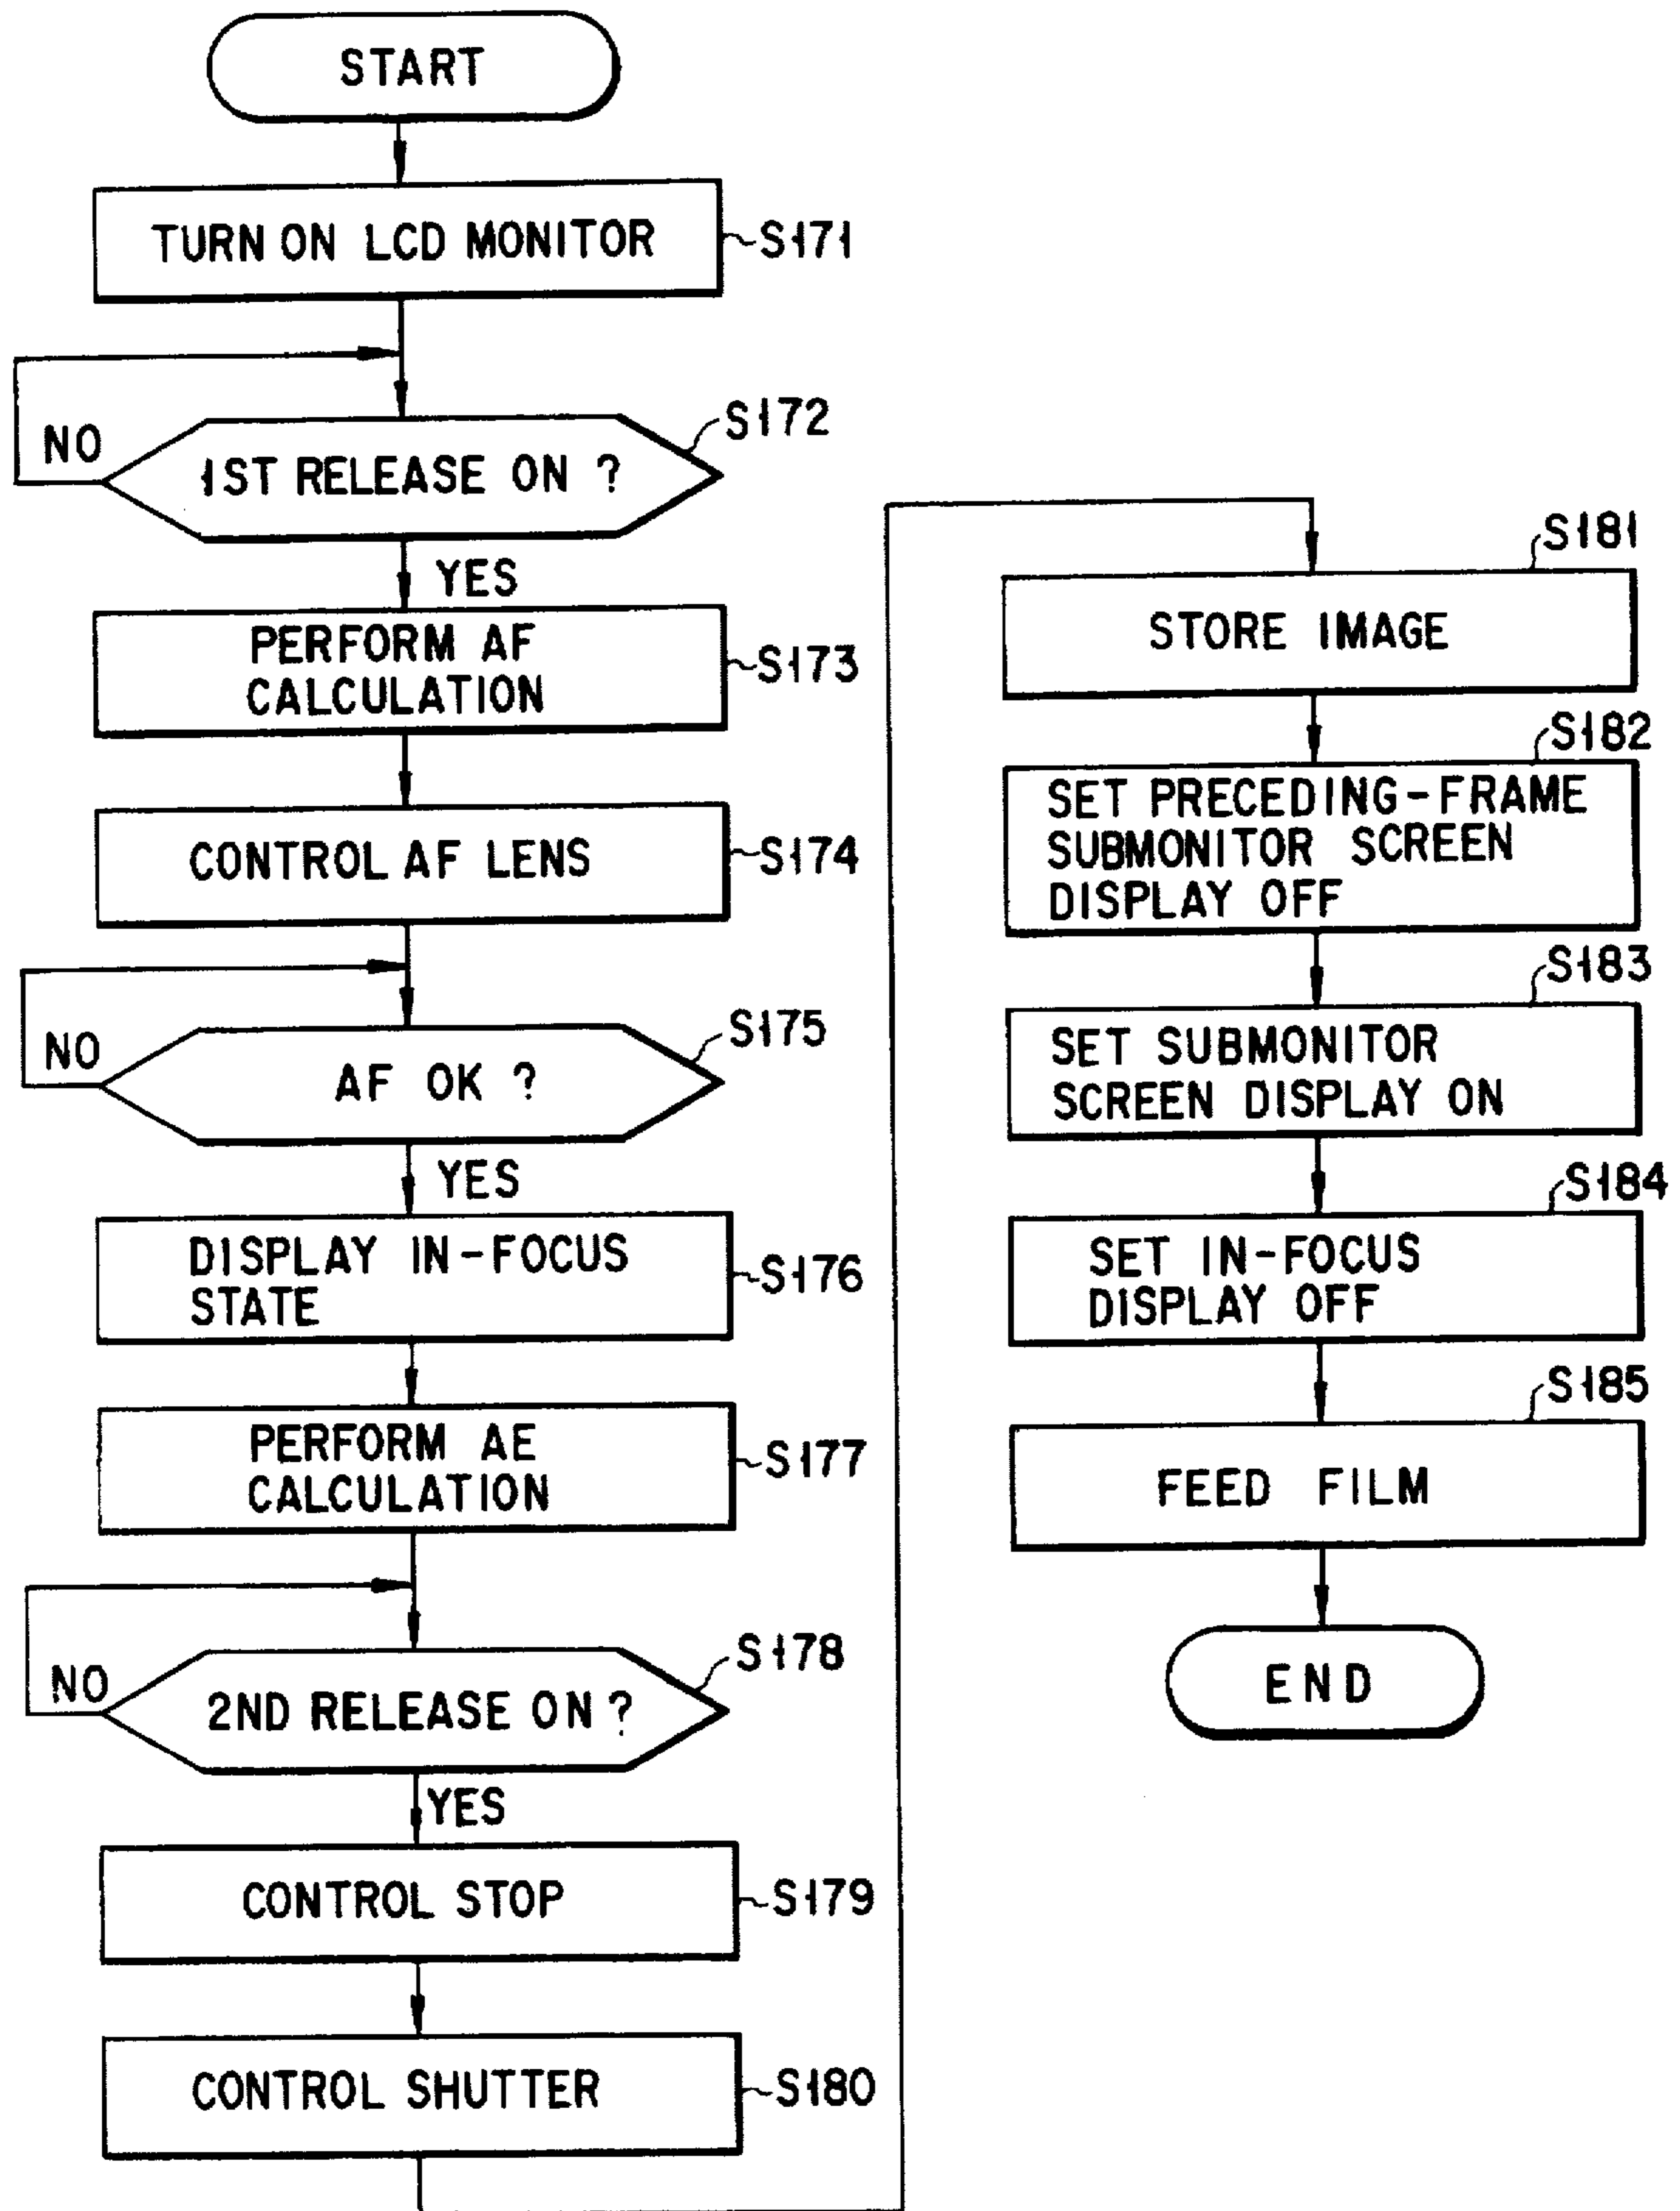 START
TURN ON LCD MONITOR
S171
NO
1ST RELEASE ON ?
S172
YES
PERFORM AF
CALCULATION
S173
CONTROL AF LENS
S174
NO
AF OK ?
S175
YES
DISPLAY IN-FOCUS
STATE
S176
PERFORM AE
CALCULATION
S177
NO
2ND RELEASE ON ?
S178
YES
CONTROL STOP
S179
CONTROL SHUTTER
S180
S181
STORE IMAGE
S182
SET PRECEDING-FRAME
SUBMONITOR SCREEN
DISPLAY OFF
S183
SET SUBMONITOR
SCREEN DISPLAY ON
S184
SET IN-FOCUS
DISPLAY OFF
S185
FEED FILM
END